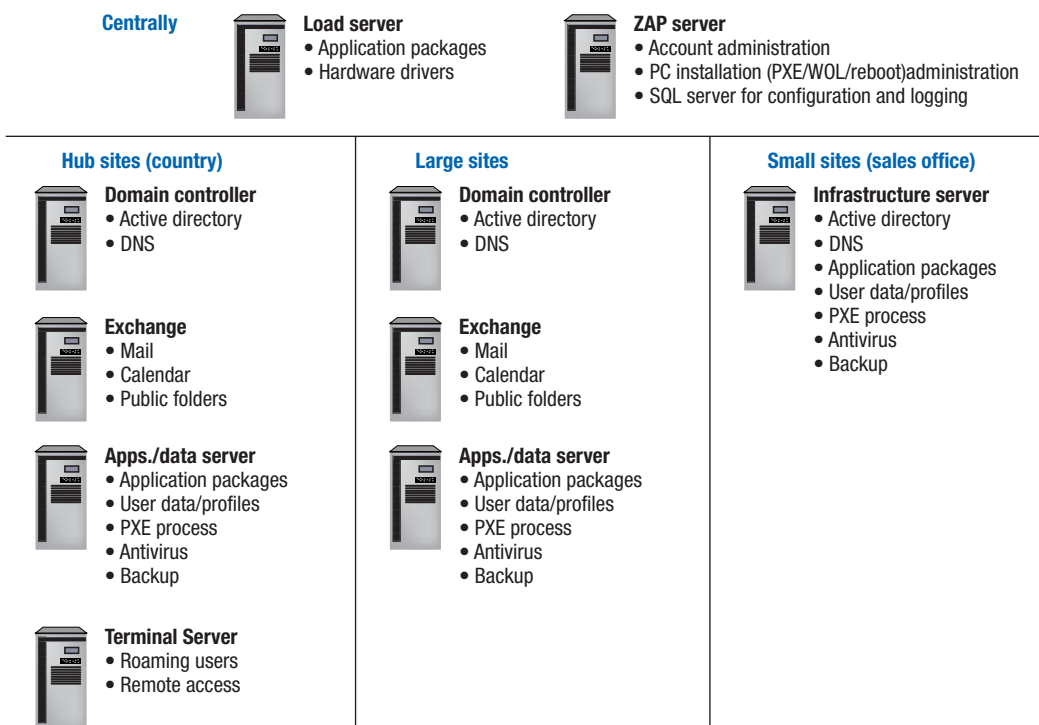 Centrally
Load server
• Application packages
• Hardware drivers
ZAP server
• Account administration
• PC installation (PXE/WOL/reboot)administration
• SQL server for configuration and logging
Hub sites (country)
Domain controller
• Active directory
• DNS
Exchange
• Mail
• Calendar
• Public folders
Apps./data server
• Application packages
• User data/profiles
• PXE process
• Antivirus
• Backup
Terminal Server
• Roaming users
• Remote access
Large sites
Domain controller
• Active directory
• DNS
Exchange
• Mail
• Calendar
• Public folders
Apps./data server
• Application packages
• User data/profiles
• PXE process
• Antivirus
• Backup
Small sites (sales office)
Infrastructure server
• Active directory
• DNS
• Application packages
• User data/profiles
• PXE process
• Antivirus
• Backup